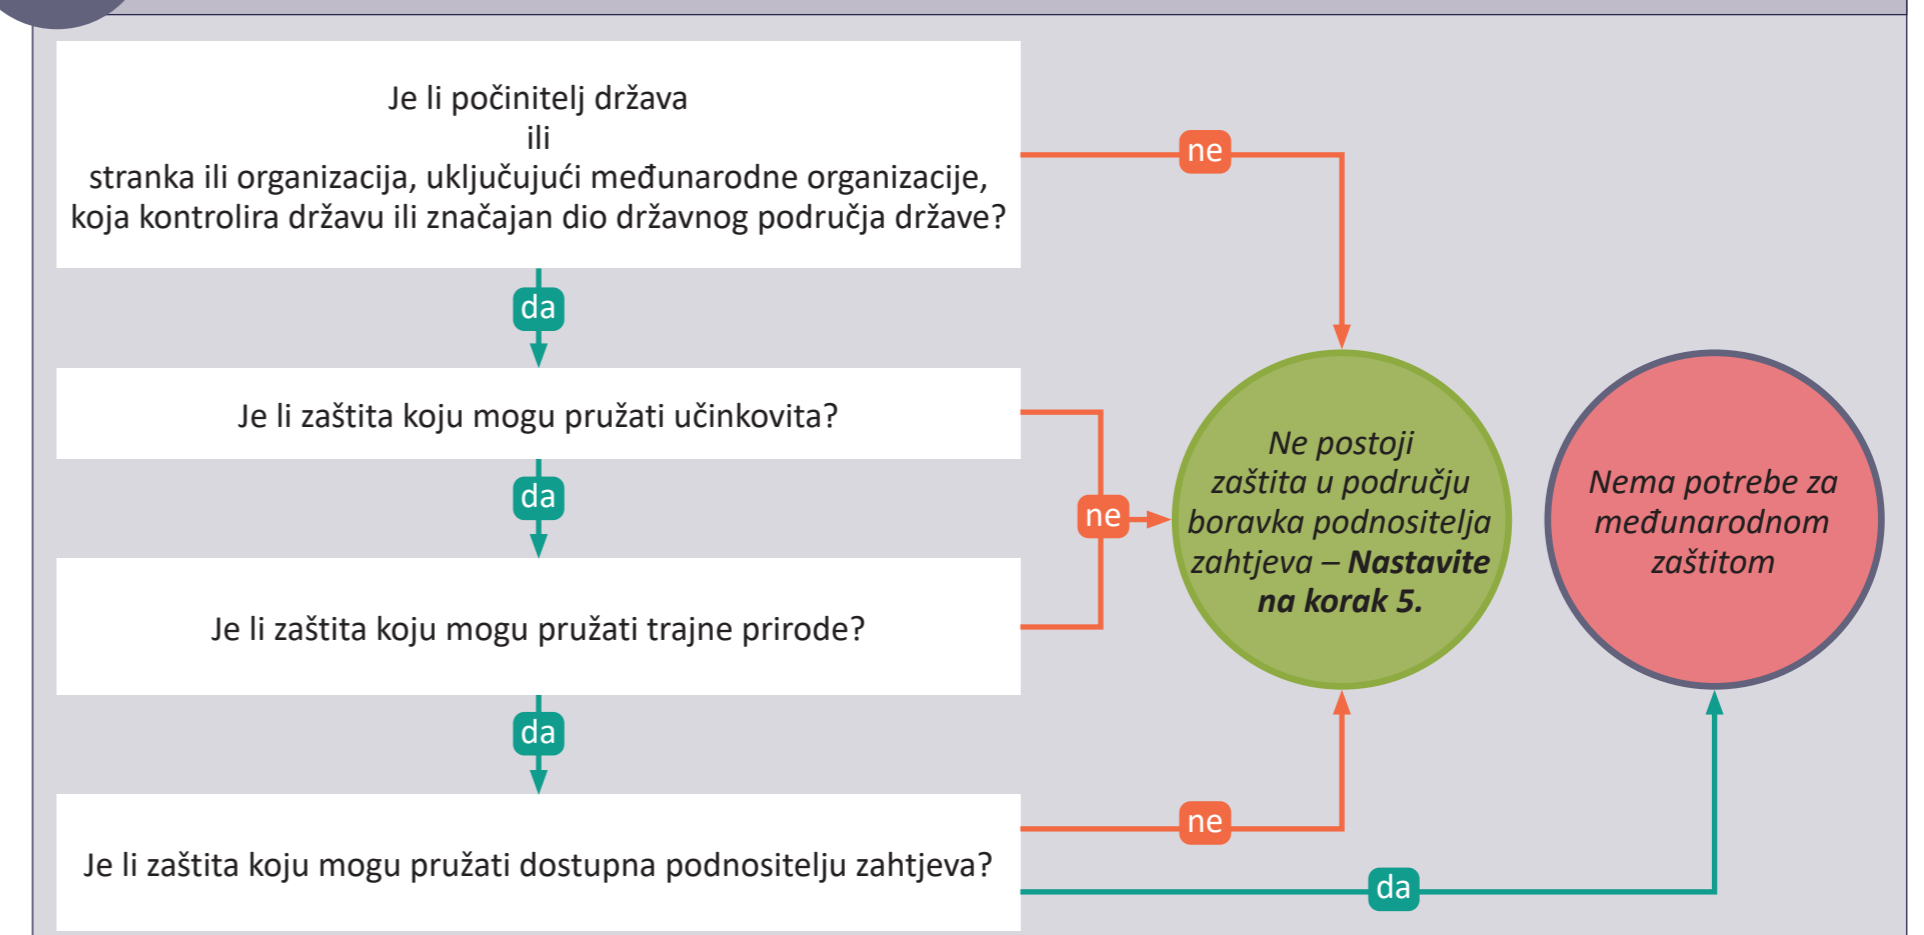 Je li počinitelj država
ili
stranka ili organizacija, uključujući međunarodne organizacije,
koja kontrolira državu ili značajan dio državnog područja države?
ne
da
Je li zaštita koju mogu pružati učinkovita?
da
ne
Je li zaštita koju mogu pružati trajne prirode?
da
Je li zaštita koju mogu pružati dostupna podnositelju zahtjeva?
ne
da
Ne postoji
zaštita u području
boravka podnositelja
zahtjeva – Nastavite
na korak 5.
Nema potrebe za
međunarodnom
zaštitom